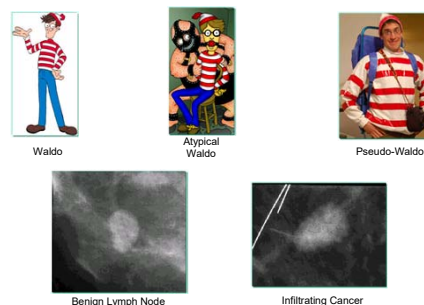 Waldo
Atypical
Waldo
Pseudo-Waldo
Benign Lymph Node
Infiltrating Cancer